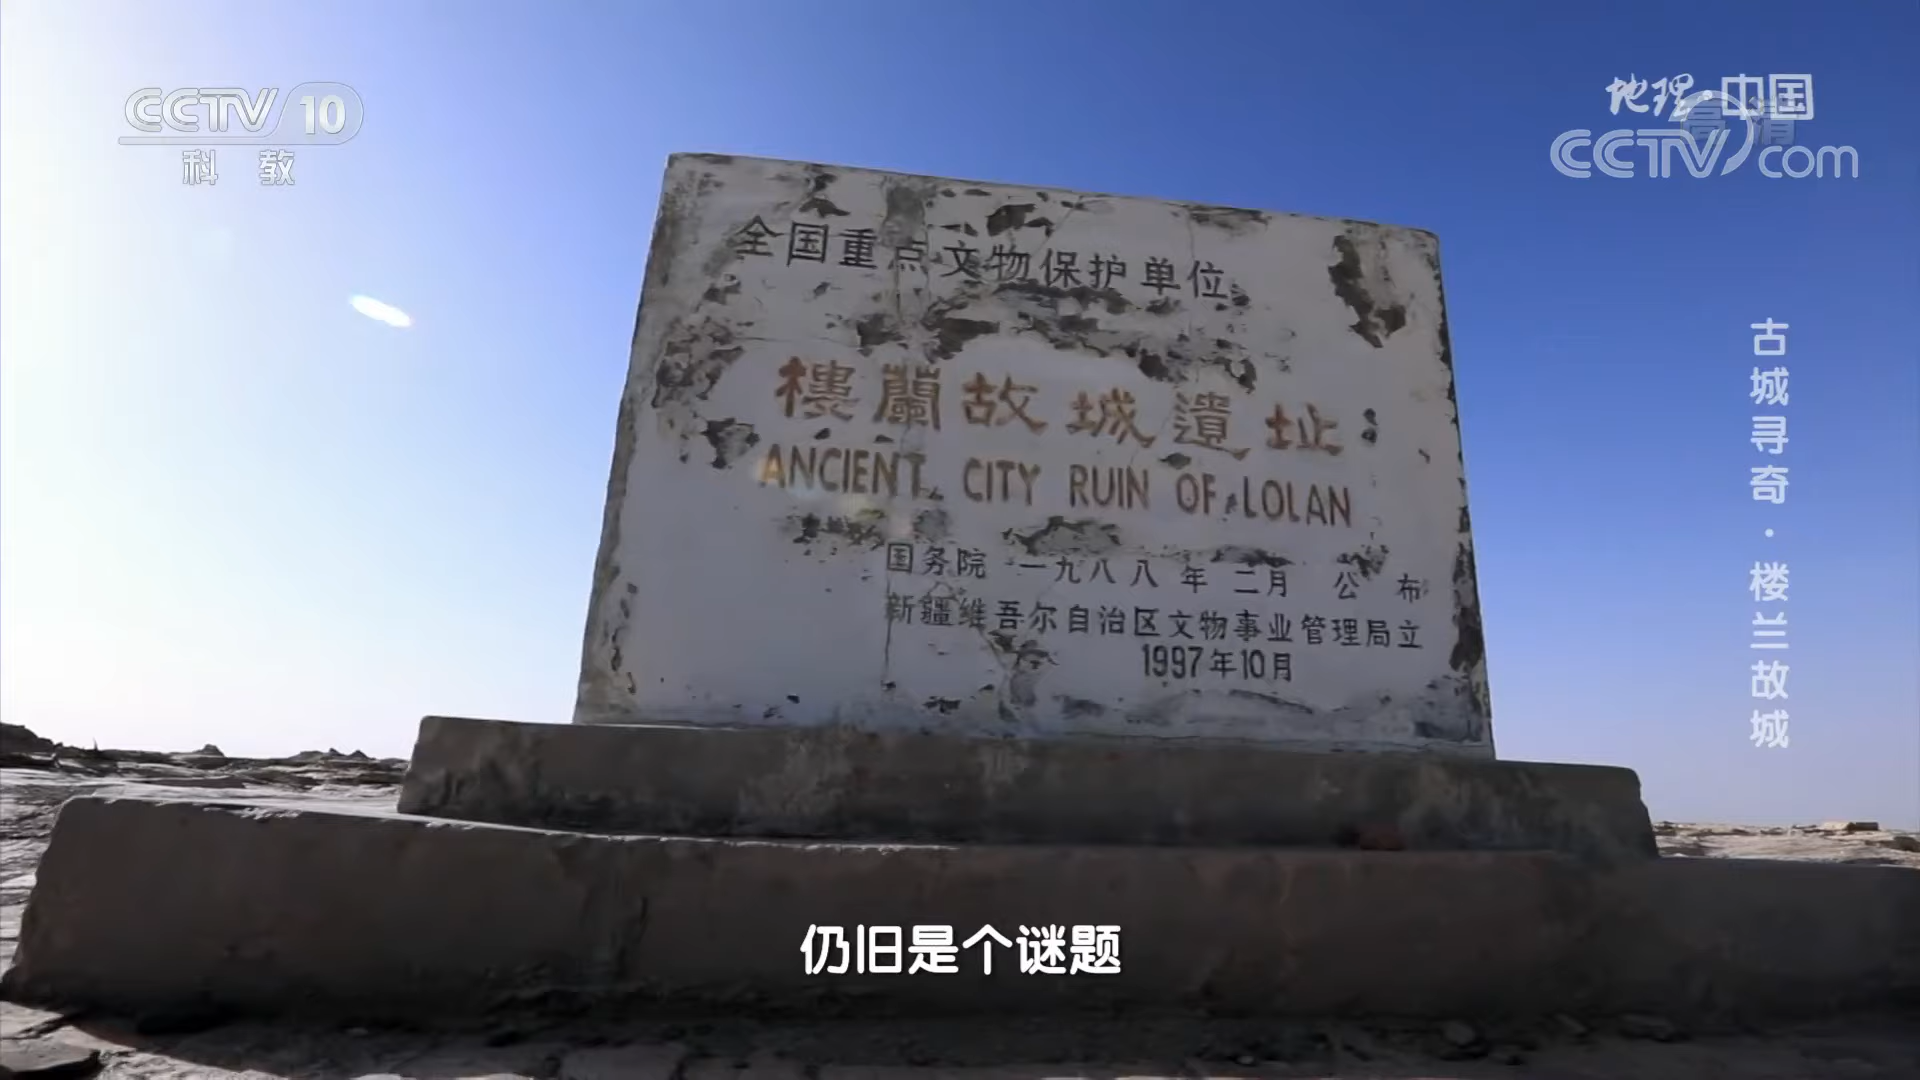 CCTV 10
科教
地理·中国
高清
CCTV.com
全国重点文物保护单位
樓蘭故城遺址
ANCIENT CITY RUIN OF LOLAN
国务院 一九八八年二月 公布
新疆维吾尔自治区文物事业管理局立
1997年10月
古城寻奇·楼兰故城
仍旧是个谜题